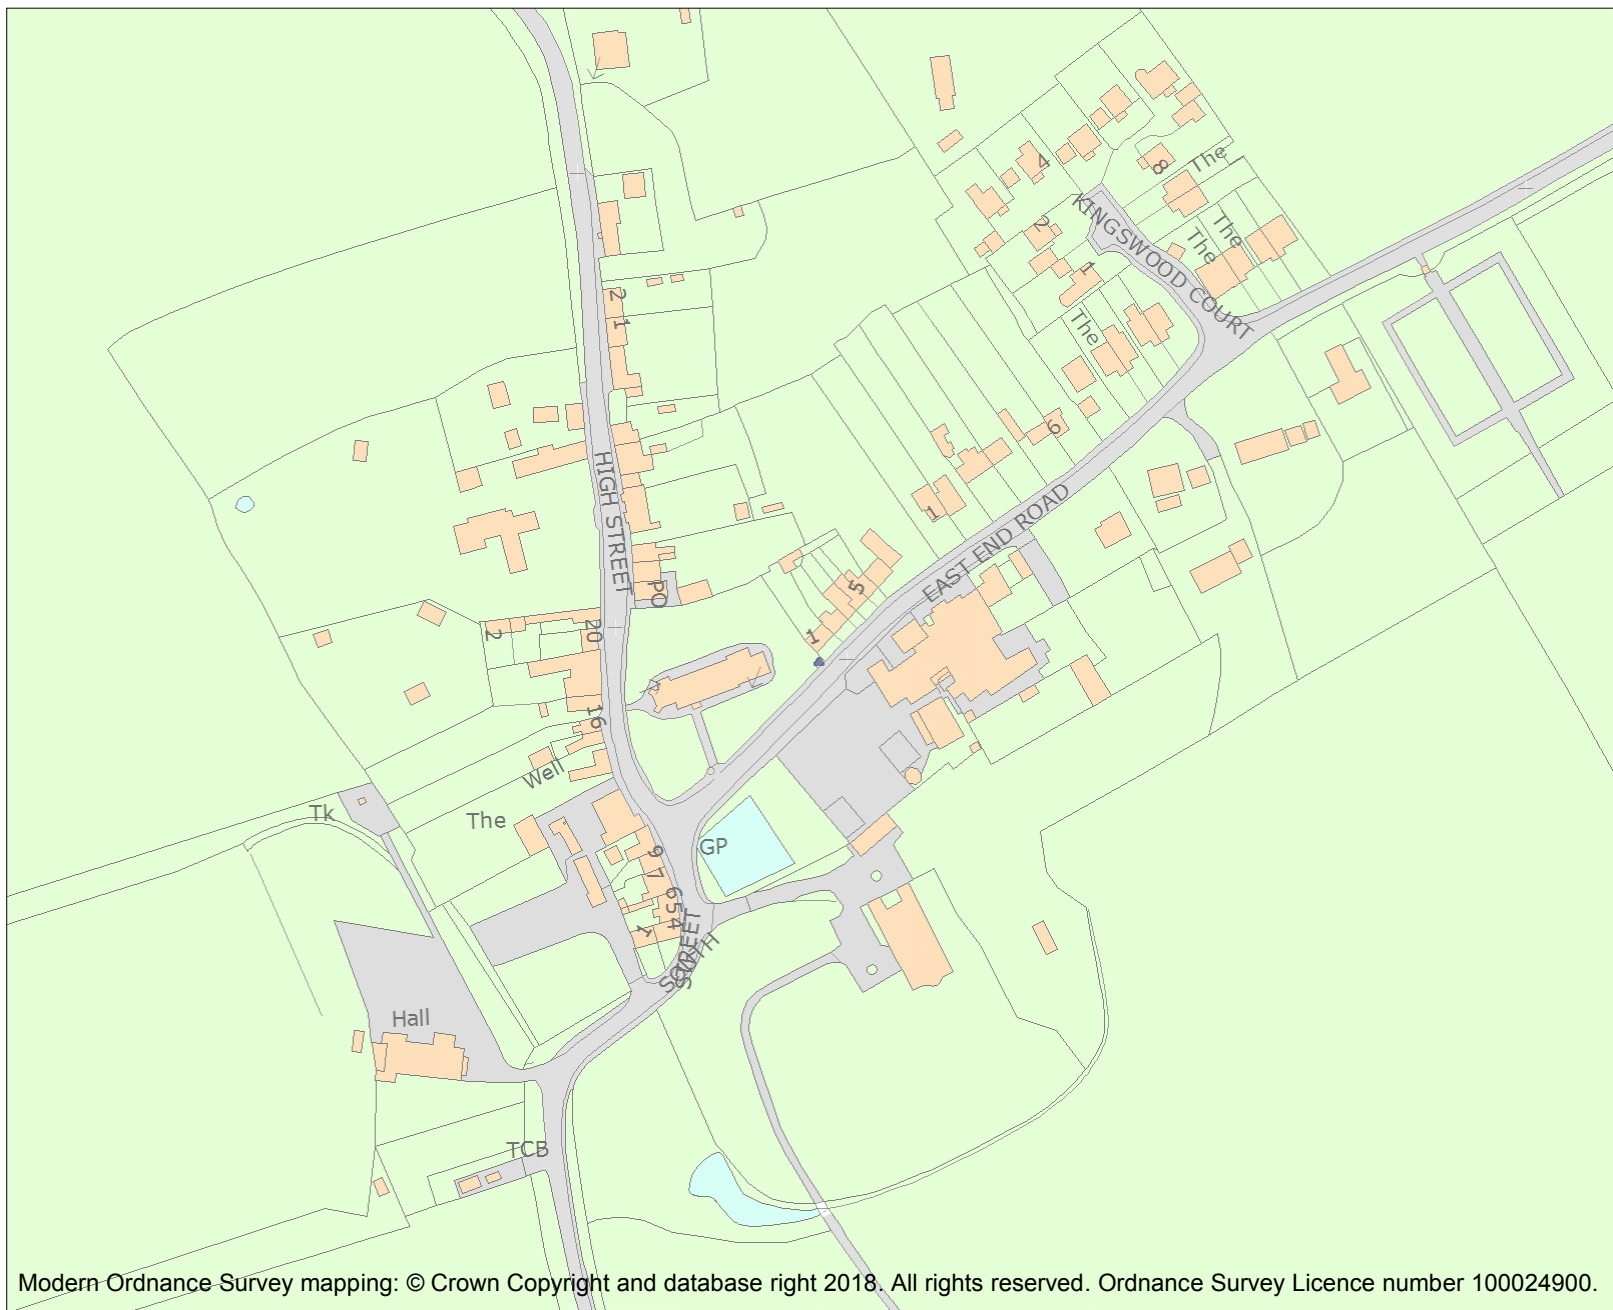 4
The
8
KINGSWOOD COURT
2
The
The
1
2
1
The
6
HIGH STREET
1
EAST END ROAD
PO
5
2
20
1
16
Well
Tk
The
GP
9
7
6
5
4
1
SOUTH
STREET
Hall
TCB
Modern Ordnance Survey mapping: © Crown Copyright and database right 2018. All rights reserved. Ordnance Survey Licence number 100024900.